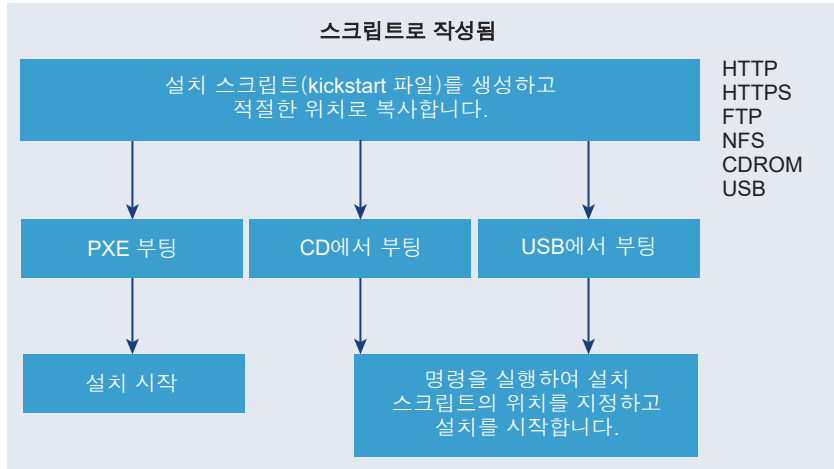 스크립트로 작성됨
설치 스크립트(kickstart 파일)를 생성하고
적절한 위치로 복사합니다.
HTTP
HTTPS
FTP
NFS
CDROM
USB
PXE 부팅
CD에서 부팅
USB에서 부팅
설치 시작
명령을 실행하여 설치
스크립트의 위치를 지정하고
설치를 시작합니다.